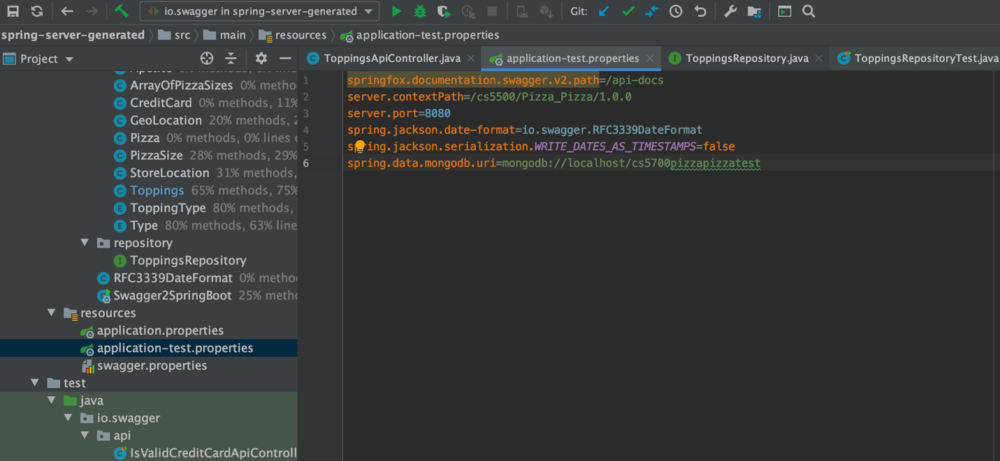 io.swagger in spring-server-generated
Git:
spring-server-generated src main resources application-test.properties
Project
ToppingsApiController.java application-test.properties ToppingsRepository.java ToppingsRepositoryTest.java
ArrayOfPizzaSizes 0% metho
CreditCard 0% methods, 11%
GeoLocation 20% methods, 2
Pizza 0% methods, 0% lines
PizzaSize 28% methods, 29%
StoreLocation 31% methods,
Toppings 65% methods, 75%
ToppingType 80% methods,
Type 80% methods, 63% line
repository
ToppingsRepository
RFC3339DateFormat 0% metho
Swagger2SpringBoot 25% meth
resources
application.properties
application-test.properties
swagger.properties
test
java
io.swagger
api
IsValidCreditCardApiControll
1 springfox.documentation.swagger.v2.path=/api-docs
2 server.contextPath=/cs5500/Pizza_Pizza/1.0.0
3 server.port=8080
4 spring.jackson.date-format=io.swagger.RFC3339DateFormat
5 spring.jackson.serialization.WRITE_DATES_AS_TIMESTAMPS=false
6 spring.data.mongodb.uri=mongodb://localhost/cs5700pizzapizzatest